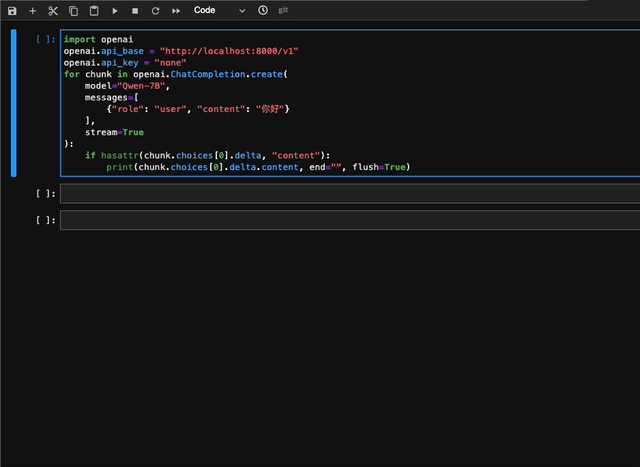 Code
git
[ ]:
import openai
openai.api_base = "http://localhost:8000/v1"
openai.api_key = "none"
for chunk in openai.ChatCompletion.create(
    model="Qwen-7B",
    messages=[
        {"role": "user", "content": "你好"}
    ],
    stream=True
):
    if hasattr(chunk.choices[0].delta, "content"):
        print(chunk.choices[0].delta.content, end="", flush=True)
[ ]:
[ ]: